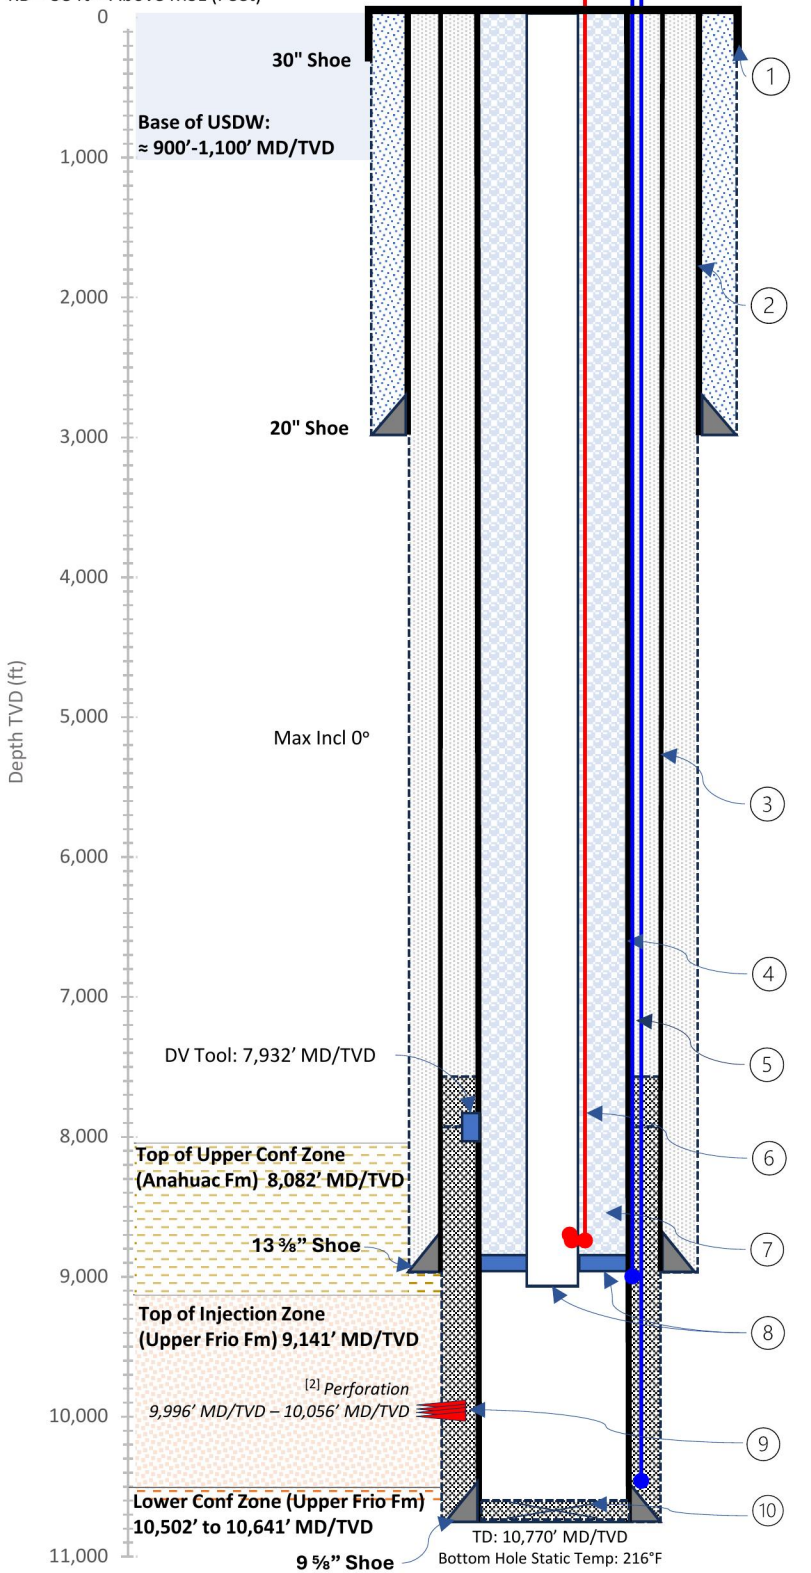 0
30" Shoe
1
Base of USDW:
≈ 900’-1,100’ MD/TVD
1,000
2,000
2
20" Shoe
3,000
4,000
Depth TVD (ft)
5,000
Max Incl 0°
3
6,000
4
7,000
DV Tool: 7,932’ MD/TVD
5
8,000
Top of Upper Conf Zone
(Anahuac Fm) 8,082’ MD/TVD
6
13 ⅜” Shoe
7
9,000
Top of Injection Zone
(Upper Frio Fm) 9,141’ MD/TVD
8
[2] Perforation
9,996’ MD/TVD – 10,056’ MD/TVD
10,000
9
Lower Conf Zone (Upper Frio Fm)
10,502’ to 10,641’ MD/TVD
10
TD: 10,770’ MD/TVD
Bottom Hole Static Temp: 216°F
11,000
9 ⅝” Shoe